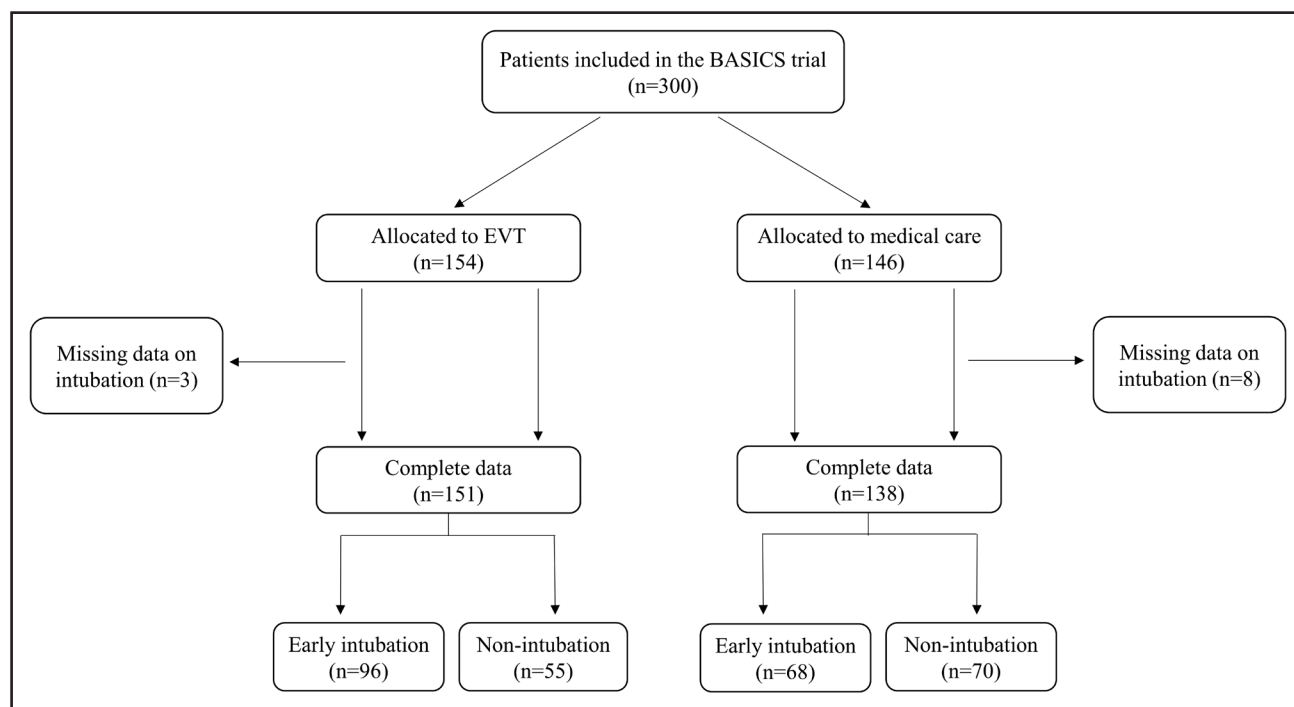 Patients included in the BASICS trial
(n=300)
Allocated to EVT
(n=154)
Allocated to medical care
(n=146)
Missing data on
intubation (n=3)
Missing data on
intubation (n=8)
Complete data
(n=151)
Complete data
(n=138)
Early intubation
(n=96)
Non-intubation
(n=55)
Early intubation
(n=68)
Non-intubation
(n=70)